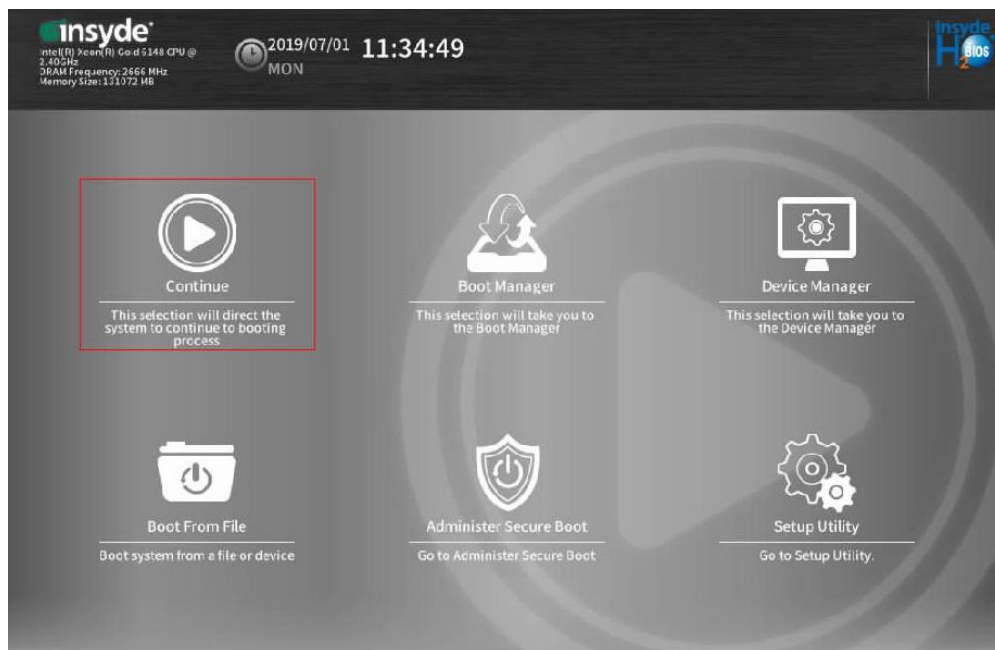 insyde
Intel(R) Xeon(R) Gold 6148 CPU @
2.40GHz
DRAM Frequency:2666 MHz
Memory Size:131072 MB
2019/07/01 11:34:49
MON
insyde
H2BIOS
Continue
This selection will direct the
system to continue to booting
process
Boot Manager
This selection will take you to
the Boot Manager
Device Manager
This selection will take you to
the Device Manager
Boot From File
Boot system from a file or device
Administer Secure Boot
Go to Administer Secure Boot
Setup Utility
Go to Setup Utility.